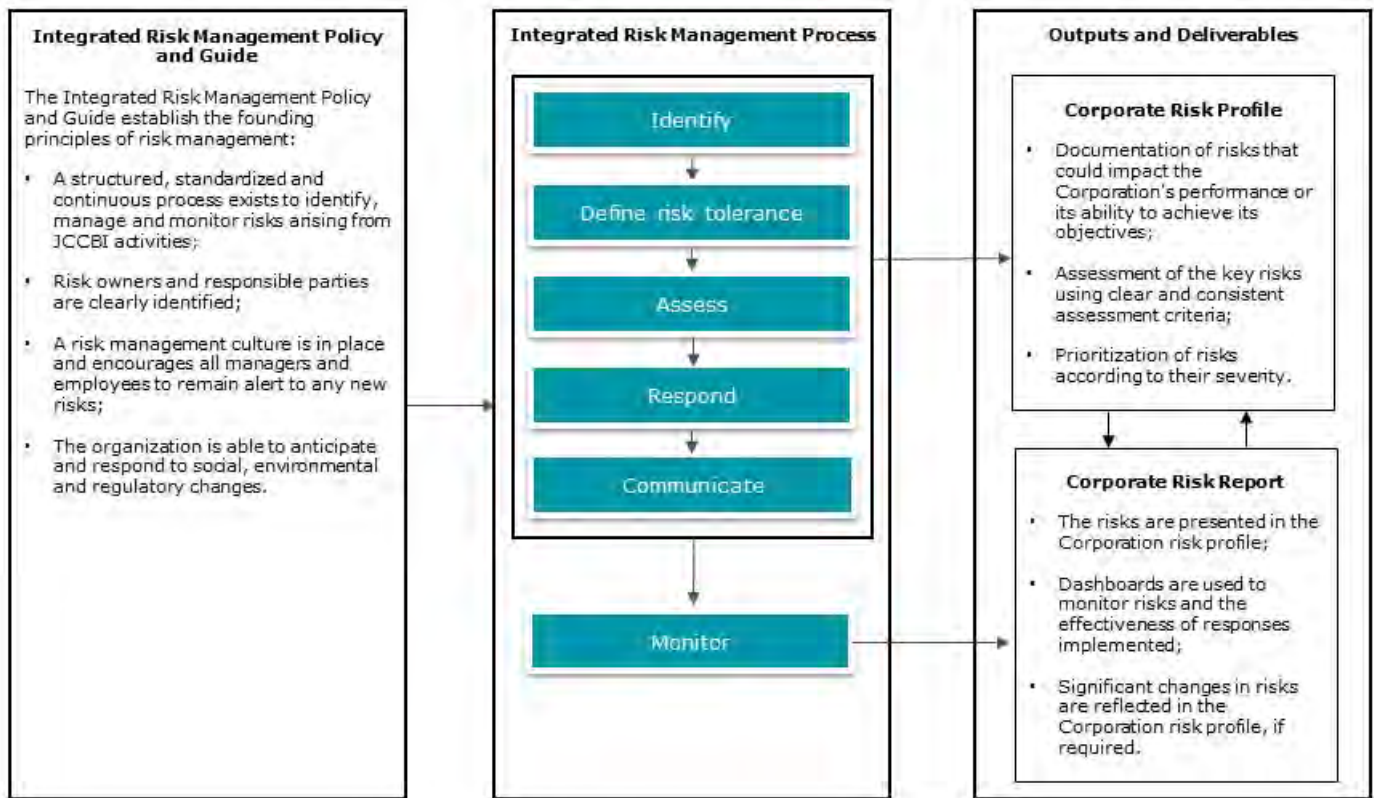 Integrated Risk Management Policy
and Guide
The Integrated Risk Management Policy
and Guide establish the founding
principles of risk management:
• A structured, standardized and
continuous process exists to identify,
manage and monitor risks arising from
JCCBI activities;
• Risk owners and responsible parties
are clearly identified;
• A risk management culture is in place
and encourages all managers and
employees to remain alert to any new
risks;
• The organization is able to anticipate
and respond to social, environmental
and regulatory changes.
Integrated Risk Management Process
Identify
Define risk tolerance
Assess
Respond
Communicate
Monitor
Outputs and Deliverables
Corporate Risk Profile
• Documentation of risks that
could impact the
Corporation's performance or
its ability to achieve its
objectives;
• Assessment of the key risks
using clear and consistent
assessment criteria;
• Prioritization of risks
according to their severity.
Corporate Risk Report
• The risks are presented in the
Corporation risk profile;
• Dashboards are used to
monitor risks and the
effectiveness of responses
implemented;
• Significant changes in risks
are reflected in the
Corporation risk profile, if
required.